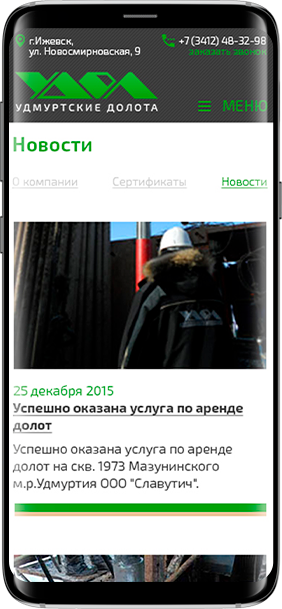 г.Ижевск,
ул. Новосмирновская, 9
+7 (3412) 48-32-98
заказать звонок
УДОЛ
УДМУРТСКИЕ ДОЛОТА
МЕНЮ
Новости
О компании Сертификаты Новости
25 декабря 2015
Успешно оказана услуга по аренде
долот
Успешно оказана услуга по аренде
долот на скв. 1973 Мазунинского
м.р.Удмуртия ООО "Славутич".